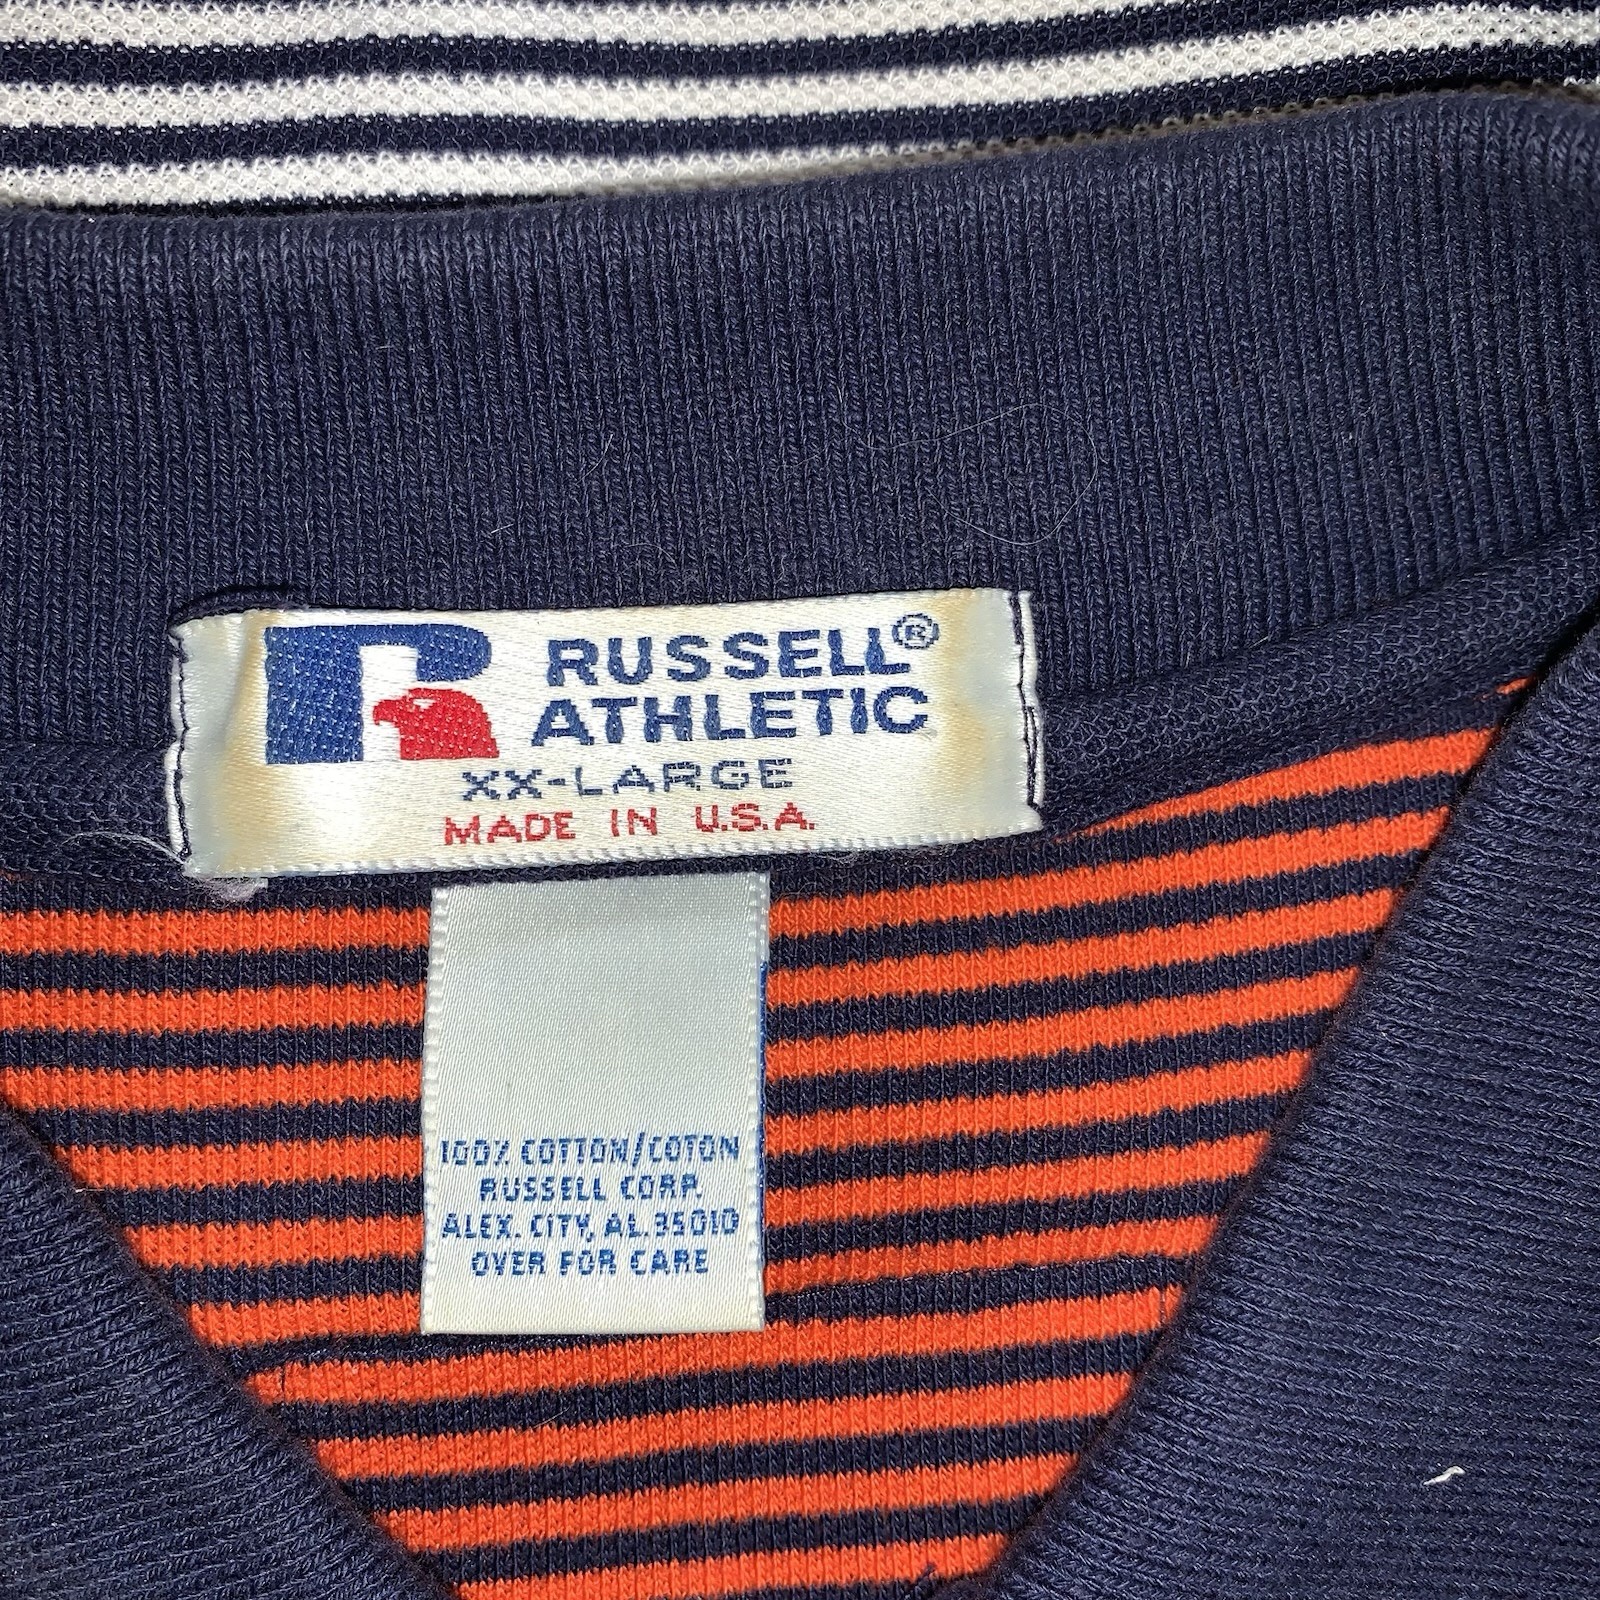 RUSSELL®
ATHLETIC
XX-LARGE
MADE IN U.S.A.
100% COTTON/COTON
RUSSELL CORP.
ALEX. CITY, AL.35010
OVER FOR CARE